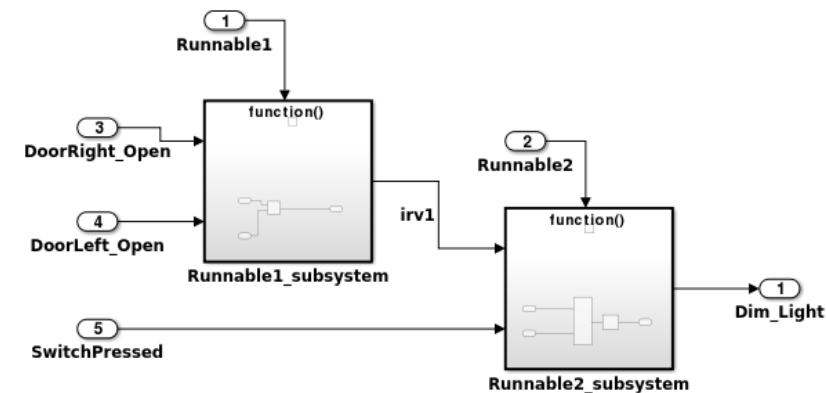 1
Runnable1
function()
3
DoorRight_Open
2
Runnable2
4
DoorLeft_Open
irv1
function()
Runnable1_subsystem
1
Dim_Light
5
SwitchPressed
Runnable2_subsystem